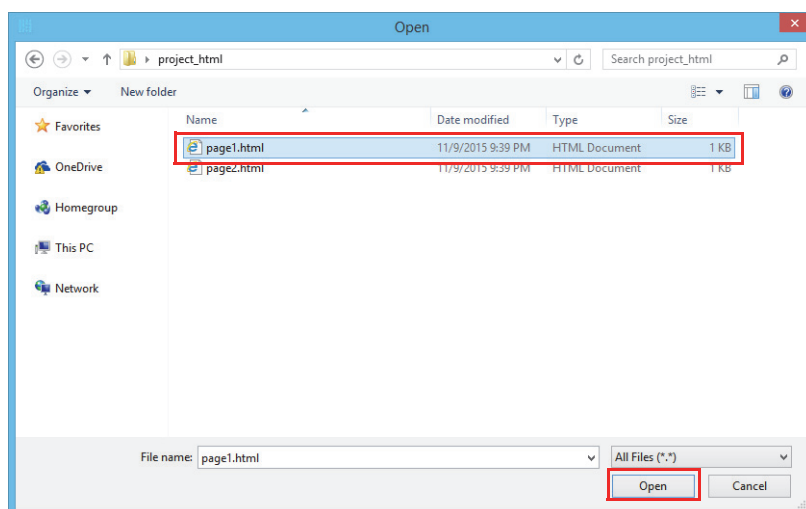 Open
project_html
Search project_html
Organize
New folder
Name Date modified Type Size
Favorites
page1.html 11/9/2015 9:39 PM HTML Document 1 KB
page2.html 11/9/2015 9:39 PM HTML Document 1 KB
OneDrive
Homegroup
This PC
Network
File name: page1.html All Files (*.*)
Open Cancel